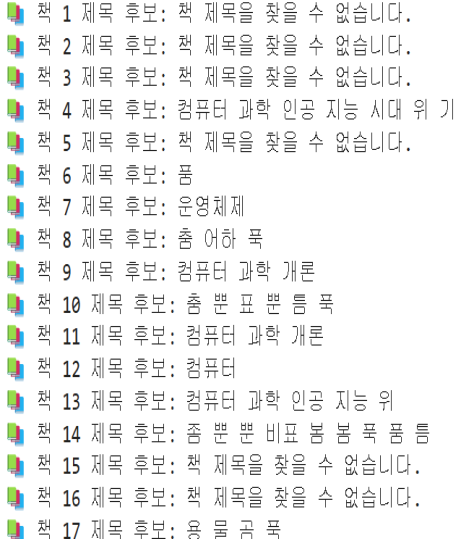 책 1 제목 후보: 책 제목을 찾을 수 없습니다.
책 2 제목 후보: 책 제목을 찾을 수 없습니다.
책 3 제목 후보: 책 제목을 찾을 수 없습니다.
책 4 제목 후보: 컴퓨터 과학 인공 지능 시대 위 기
책 5 제목 후보: 책 제목을 찾을 수 없습니다.
책 6 제목 후보: 품
책 7 제목 후보: 운영체제
책 8 제목 후보: 춤 어하 푹
책 9 제목 후보: 컴퓨터 과학 개론
책 10 제목 후보: 춤 뿐 표 뿐 틈 푹
책 11 제목 후보: 컴퓨터 과학 개론
책 12 제목 후보: 컴퓨터
책 13 제목 후보: 컴퓨터 과학 인공 지능 위
책 14 제목 후보: 좀 뿐 뿐 비표 봄 봄 푹 품 틈
책 15 제목 후보: 책 제목을 찾을 수 없습니다.
책 16 제목 후보: 책 제목을 찾을 수 없습니다.
책 17 제목 후보: 용 물 곰 푹